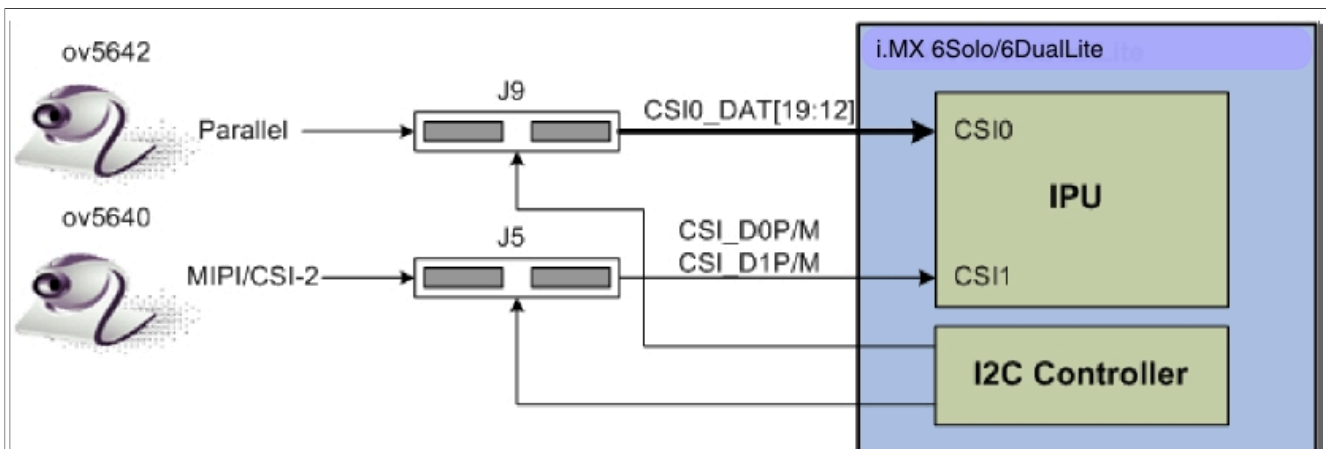 ov5642
i.MX 6Solo/6DualLite
J9
Parallel
CSI0_DAT[19:12]
CSI0
IPU
ov5640
J5
CSI_D0P/M
MIPI/CSI-2
CSI_D1P/M
CSI1
I2C Controller